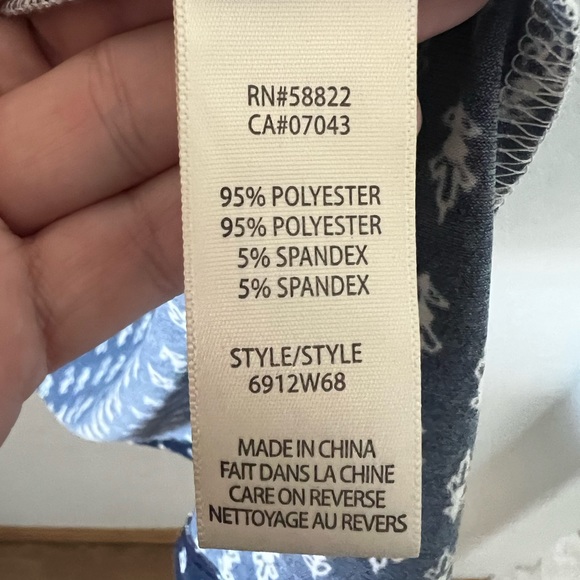 RN#58822
CA#07043
95% POLYESTER
95% POLYESTER
5% SPANDEX
5% SPANDEX
STYLE/STYLE
6912W68
MADE IN CHINA
FAIT DANS LA CHINE
CARE ON REVERSE
NETTOYAGE AU REVERS